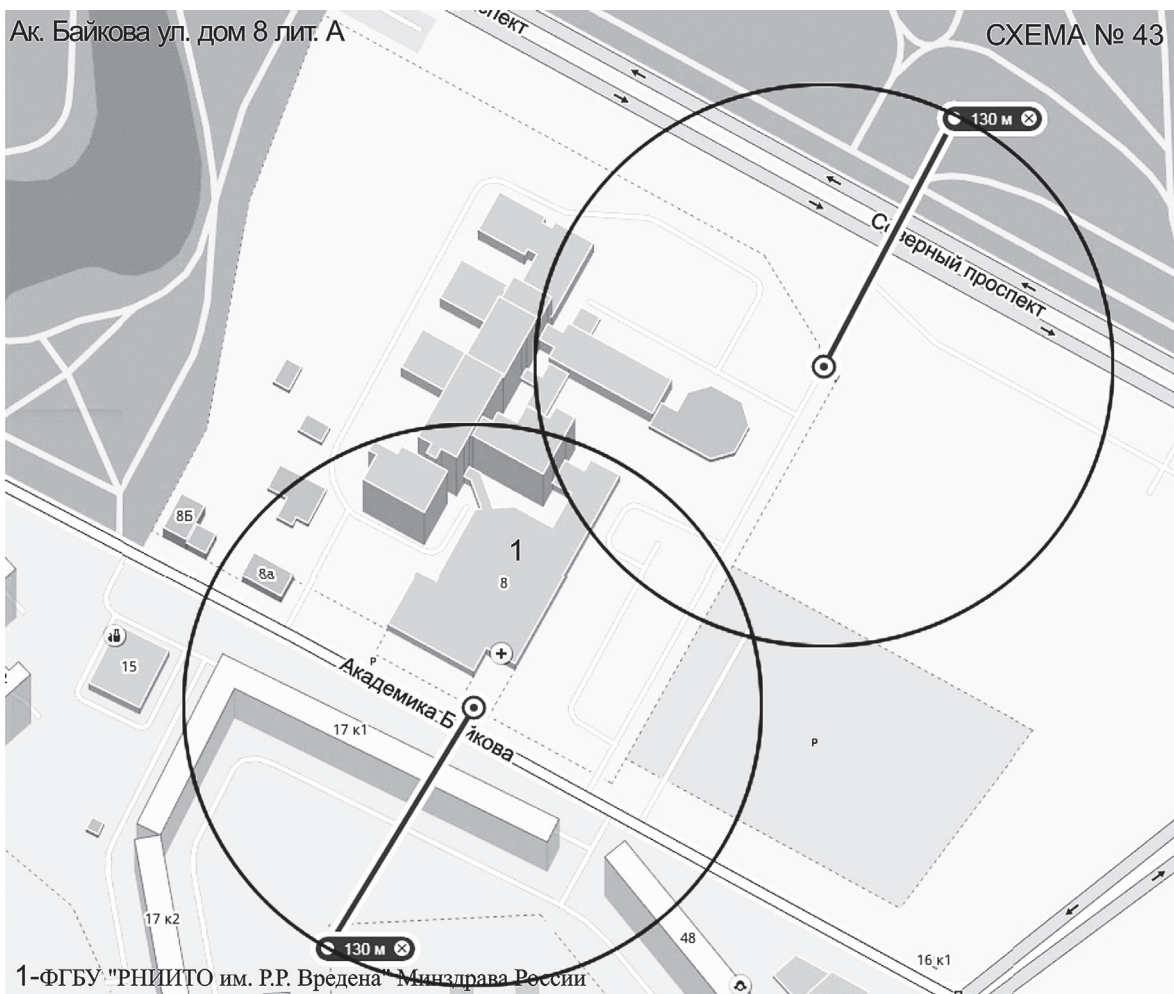 Ак. Байкова ул. дом 8 лит. А
СХЕМА № 43
спект
130 м
Северный проспект
8Б
8а
1
8
Р
15
Академика Байкова
17 к1
Р
130 м
17 к2
48
16 к1
1-ФГБУ "РНИИТО им. Р.Р. Вредена" Минздрава России